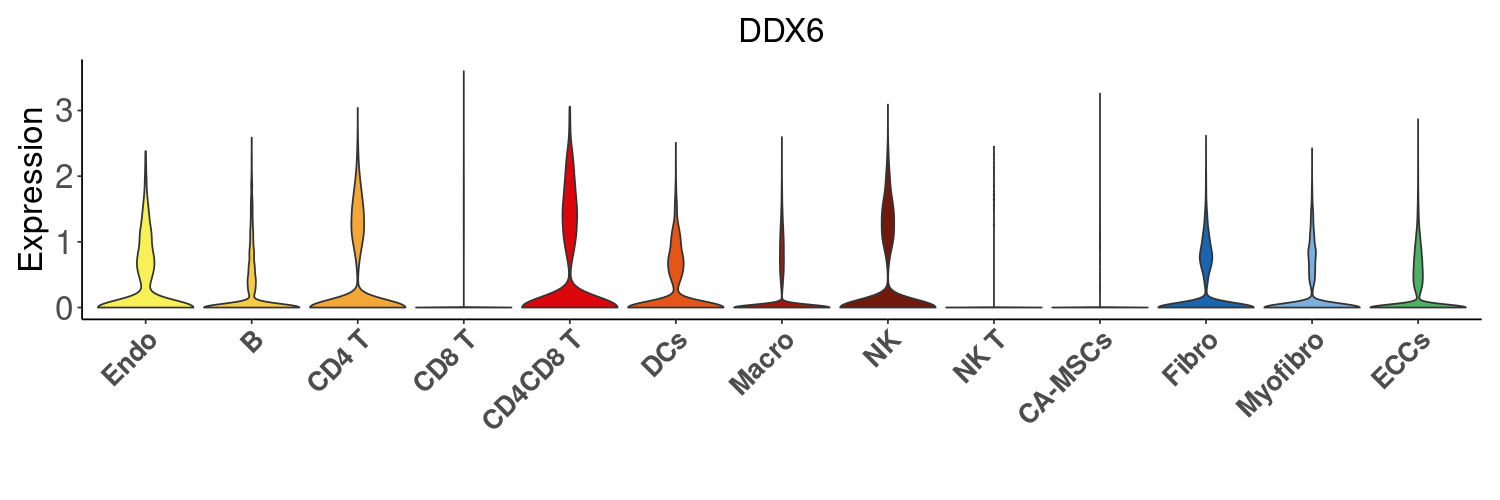 DDX6
Expression
3
2
1
0
Endo
B
CD4 T
CD8 T
CD4CD8 T
DCs
Macro
NK
NK T
CA-MSCs
Fibro
Myofibro
ECCs